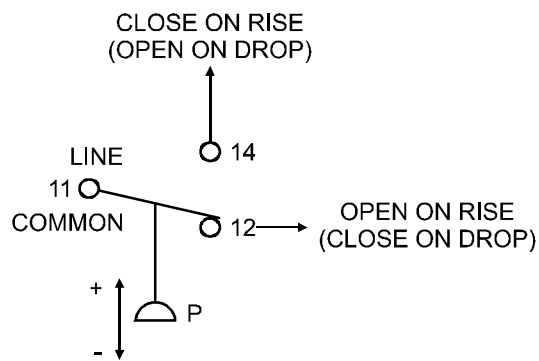 CLOSE ON RISE
(OPEN ON DROP)
14
LINE
11
COMMON
12
OPEN ON RISE
(CLOSE ON DROP)
+
P
-